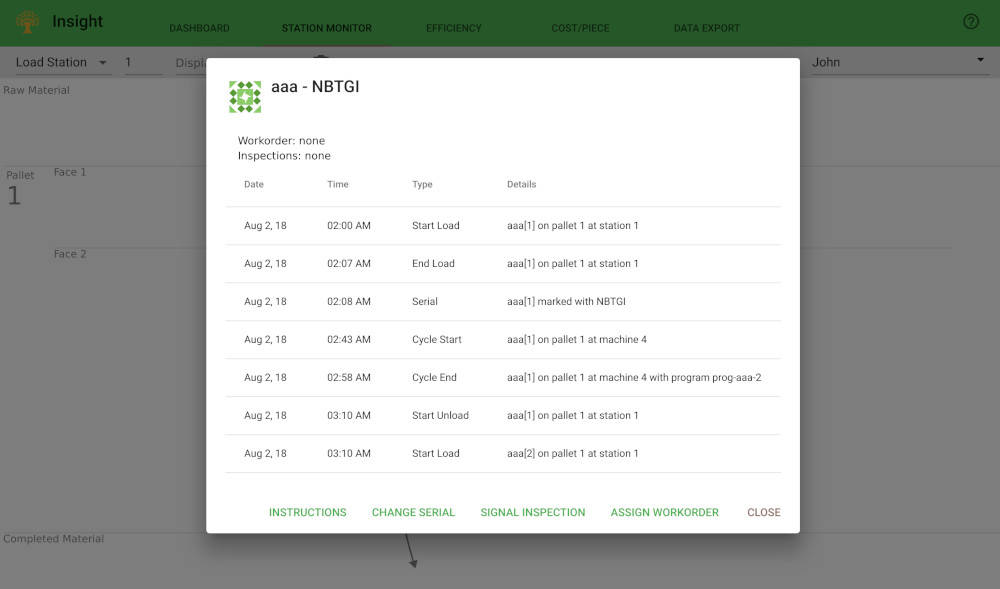 Insight
DASHBOARD STATION MONITOR EFFICIENCY COST/PIECE DATA EXPORT
Load Station 1 John
Raw Material
Pallet
1
Face 1
Face 2
aaa - NBTGI
Workorder: none
Inspections: none
Date Time Type Details
Aug 2, 18 02:00 AM Start Load aaa[1] on pallet 1 at station 1
Aug 2, 18 02:07 AM End Load aaa[1] on pallet 1 at station 1
Aug 2, 18 02:08 AM Serial aaa[1] marked with NBTGI
Aug 2, 18 02:43 AM Cycle Start aaa[1] on pallet 1 at machine 4
Aug 2, 18 02:58 AM Cycle End aaa[1] on pallet 1 at machine 4 with program prog-aaa-2
Aug 2, 18 03:10 AM Start Unload aaa[1] on pallet 1 at station 1
Aug 2, 18 03:10 AM Start Load aaa[2] on pallet 1 at station 1
INSTRUCTIONS CHANGE SERIAL SIGNAL INSPECTION ASSIGN WORKORDER CLOSE
Completed Material